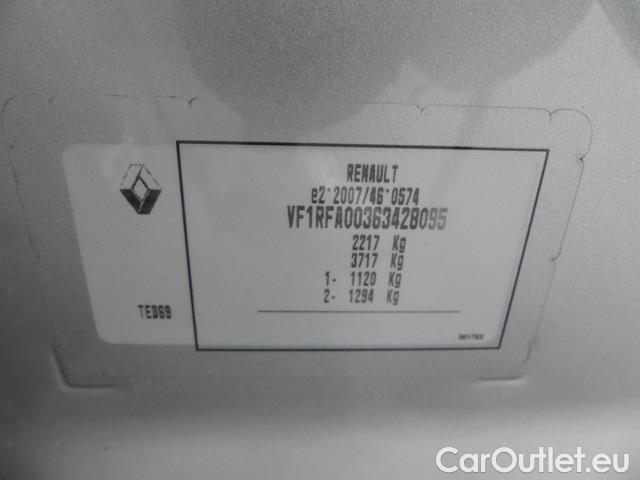 RENAULT
e2*2007/46*0574
VF1RFA00363428095
2217 Kg
3717 Kg
1- 1120 Kg
2- 1294 Kg
TED69
361763
CarOutlet.eu